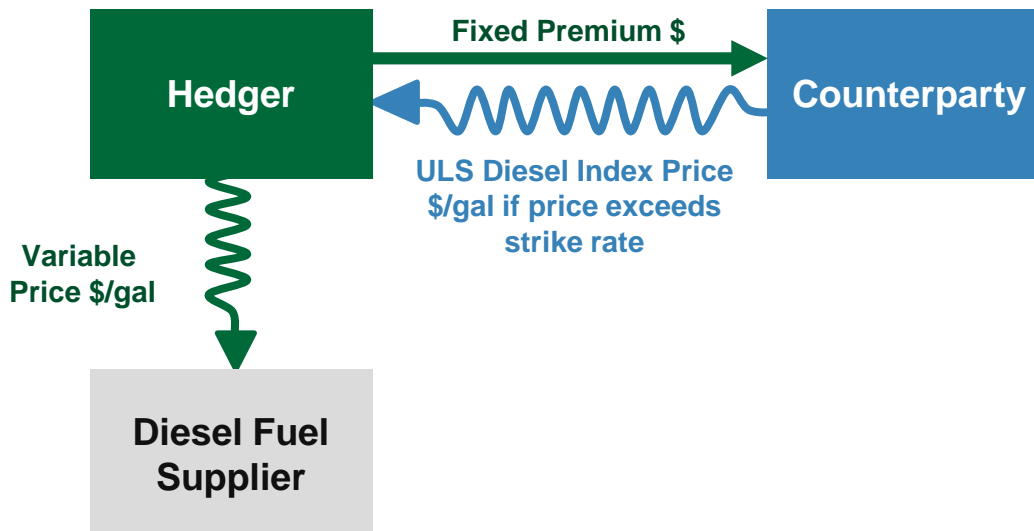 Fixed Premium $
Hedger
Counterparty
ULS Diesel Index Price
$/gal if price exceeds
strike rate
Variable
Price $/gal
Diesel Fuel
Supplier